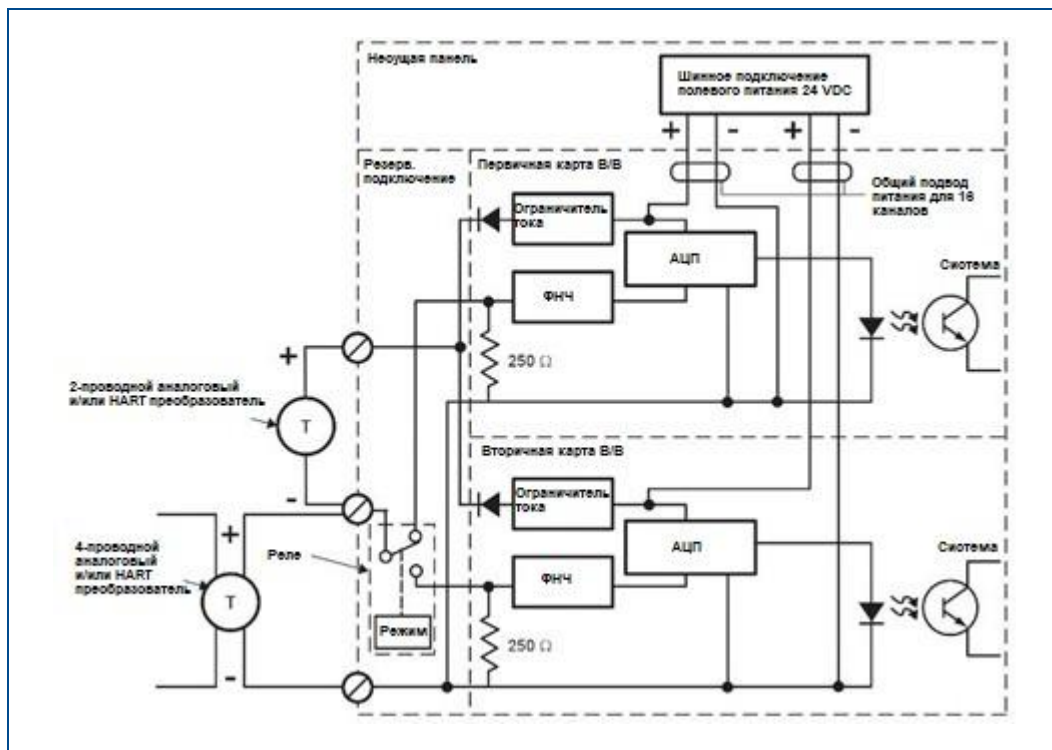 Несущая панель
Шинное подключение
полевого питания 24 VDC
+ - + -
Резерв.
подключение
Первичная карта В/В
Общий подвод
питания для 16
каналов
Ограничитель
тока
АЦП
Система
ФНЧ
250 Ω
+
2-проводной аналоговый
и/или HART преобразователь
T
-
Вторичная карта В/В
Ограничитель
тока
АЦП
Система
4-проводной
аналоговый
и/или HART
преобразователь
+
Реле
ФНЧ
T
Режим
250 Ω
-